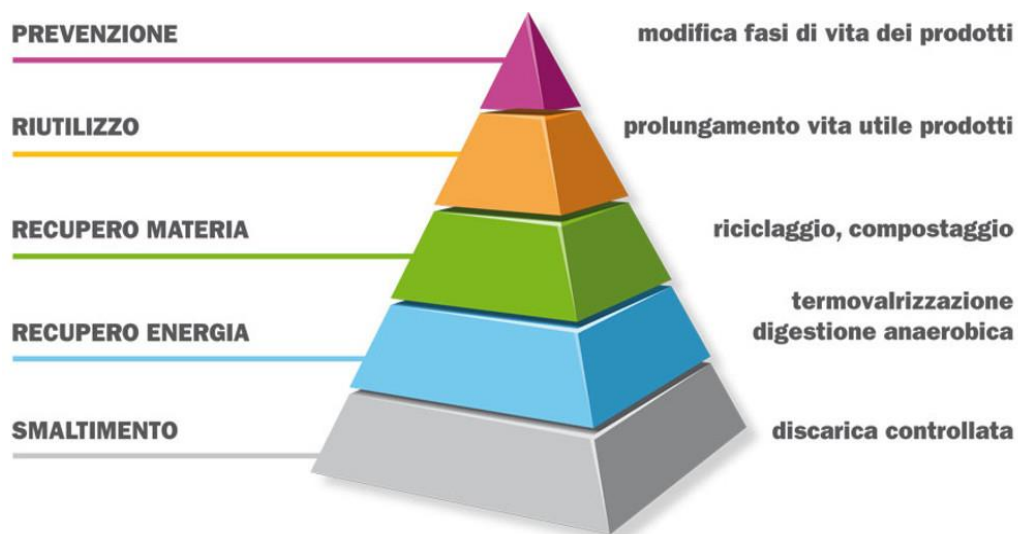 PREVENZIONE
modifica fasi di vita dei prodotti
RIUTILIZZO
prolungamento vita utile prodotti
RECUPERO MATERIA
riciclaggio, compostaggio
RECUPERO ENERGIA
termovalrizzazione
digestione anaerobica
SMALTIMENTO
discarica controllata